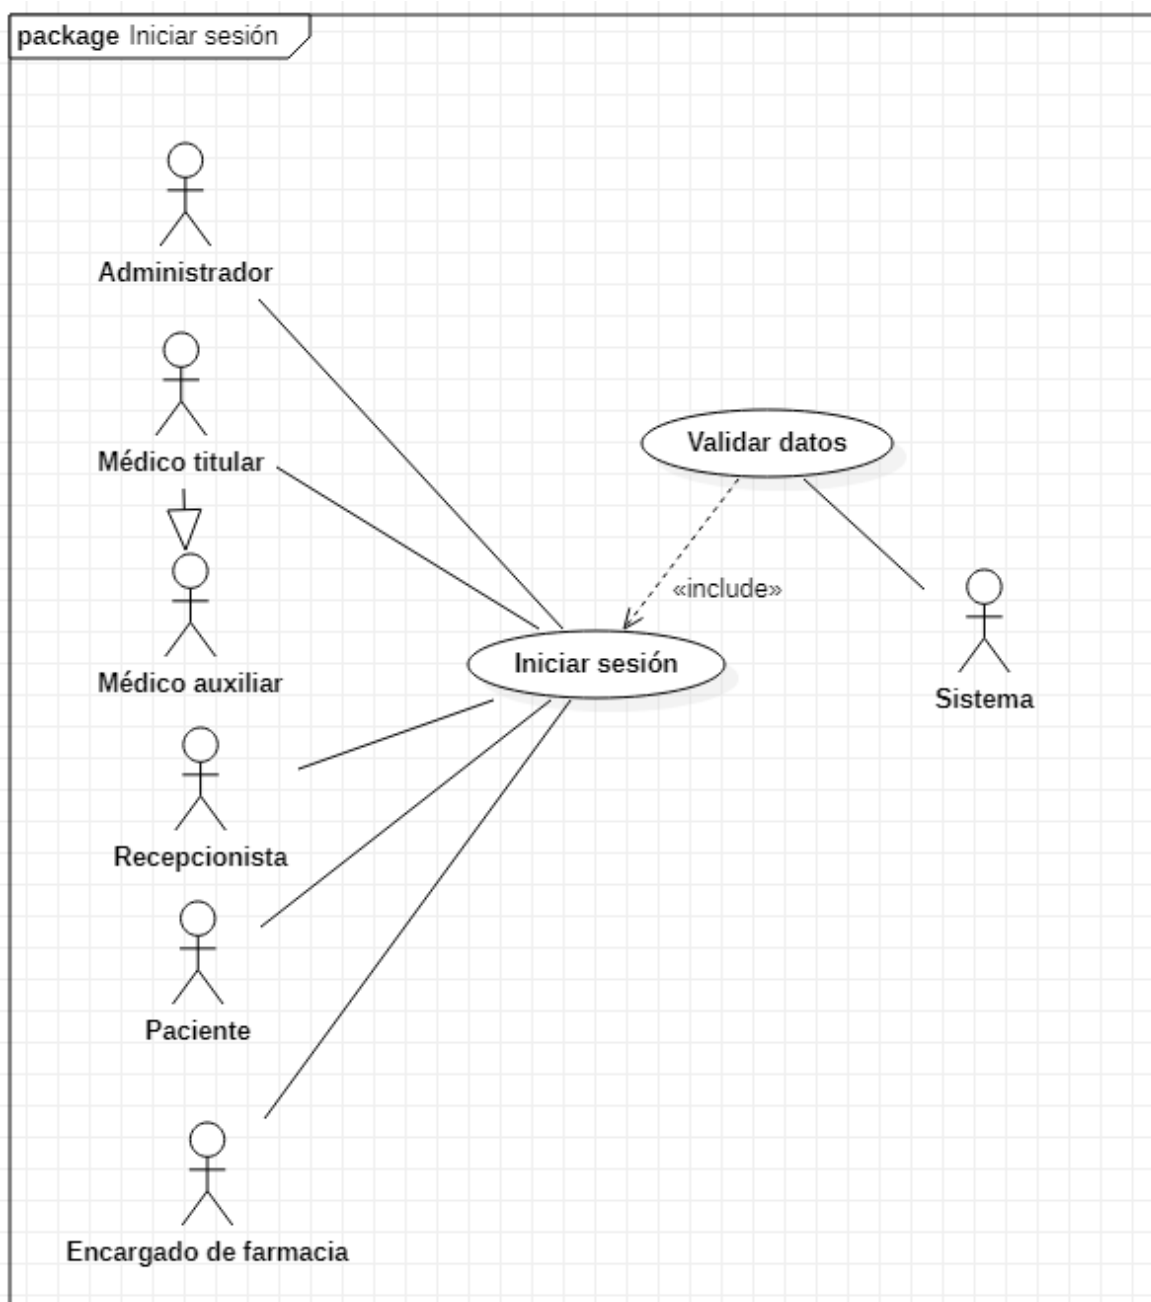 package Iniciar sesión
Administrador
Médico titular
Validar datos
«include»
Iniciar sesión
Médico auxiliar
Sistema
Recepcionista
Paciente
Encargado de farmacia